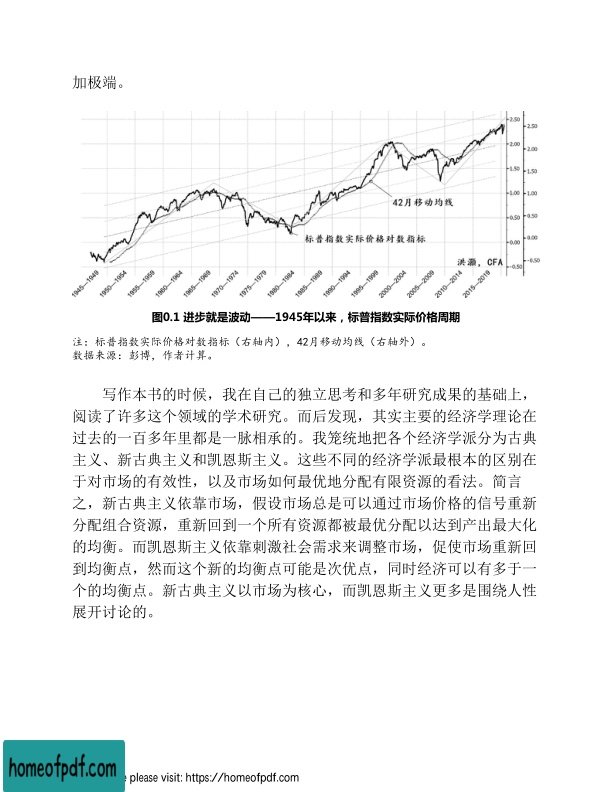 加极端。
2.50
2.00
1.50
1.00
0.50
0.00
-0.50
2.50
2.00
1.50
1.00
0.50
0.00
-0.50
42月移动均线
标普指数实际价格对数指标
洪灏，CFA
1945—1949
1950—1954
1955—1959
1960—1964
1965—1969
1970—1974
1975—1979
1980—1984
1985—1989
1990—1994
1995—1999
2000—2004
2005—2009
2010—2014
2015—2019
图0.1 进步就是波动——1945年以来，标普指数实际价格周期
注：标普指数实际价格对数指标（右轴内），42月移动均线（右轴外）。
数据来源：彭博，作者计算。
写作本书的时候，我在自己的独立思考和多年研究成果的基础上，
阅读了许多这个领域的学术研究。而后发现，其实主要的经济学理论在
过去的一百多年里都是一脉相承的。我笼统地把各个经济学派分为古典
主义、新古典主义和凯恩斯主义。这些不同的经济学派最根本的区别在
于对市场的有效性，以及市场如何最优地分配有限资源的看法。简言
之，新古典主义依靠市场，假设市场总是可以通过市场价格的信号重新
分配组合资源，重新回到一个所有资源都被最优分配以达到产出最大化
的均衡。而凯恩斯主义依靠刺激社会需求来调整市场，促使市场重新回
到均衡点，然而这个新的均衡点可能是次优点，同时经济可以有多于一
个的均衡点。新古典主义以市场为核心，而凯恩斯主义更多是围绕人性
展开讨论的。
homeofpdf.com
e please visit: https://homeofpdf.com